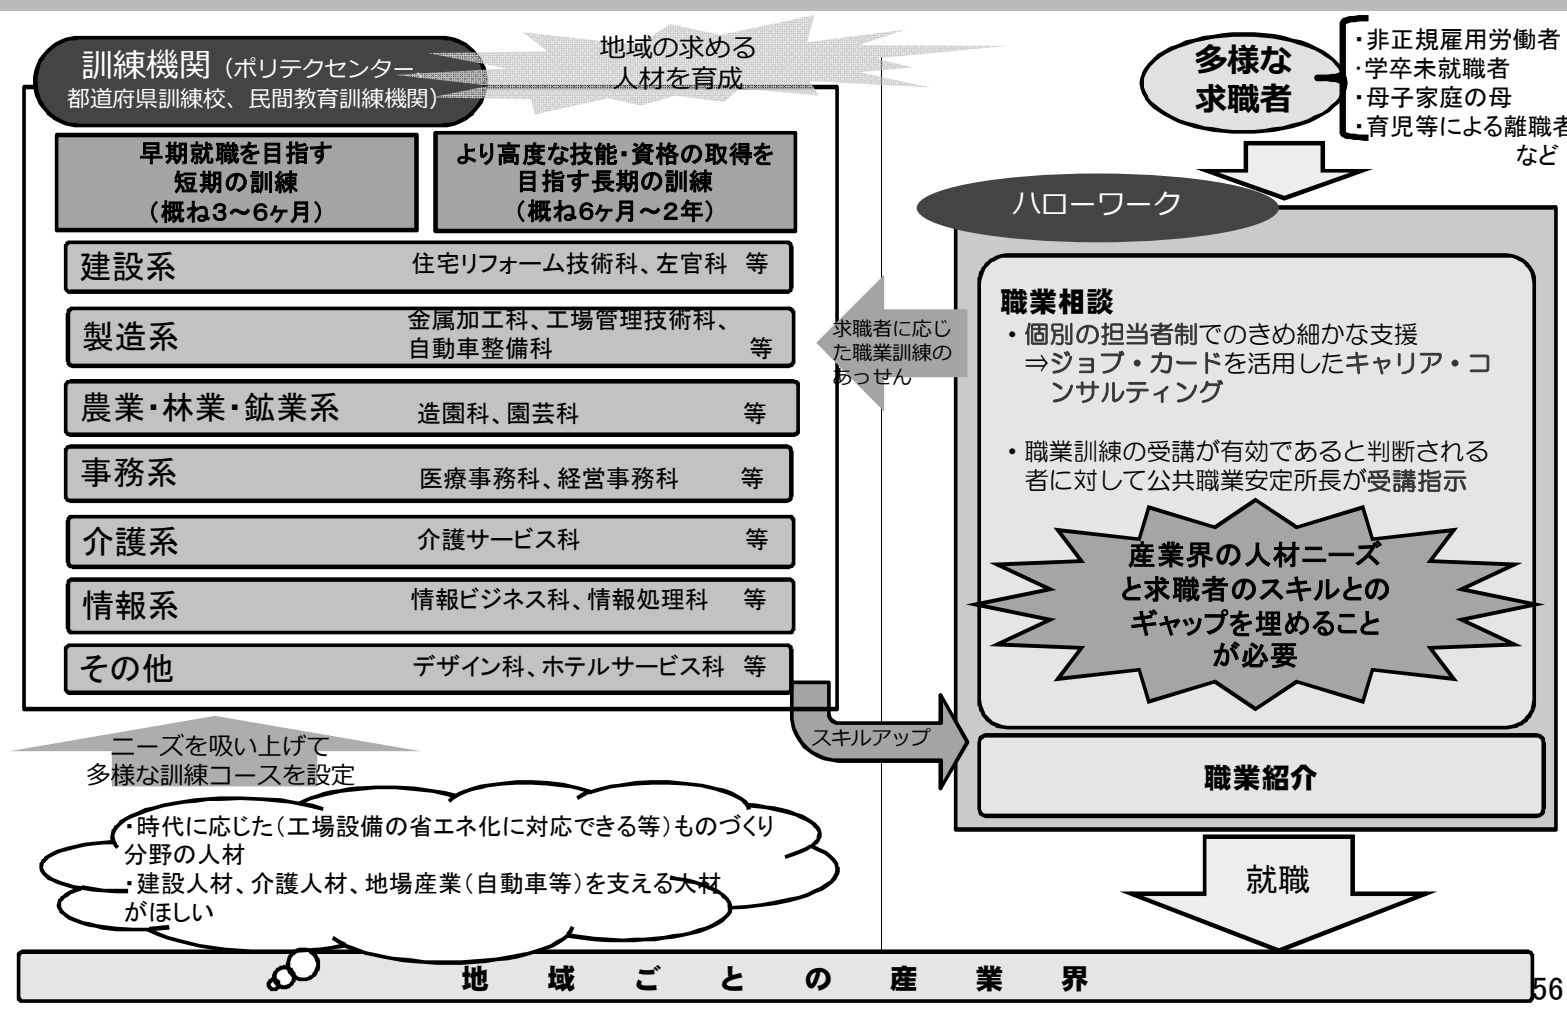 訓練機関（ポリテクセンター
都道府県訓練校、民間教育訓練機関）
地域の求める
人材を育成
早期就職を目指す
短期の訓練
（概ね３～６ヶ月）
より高度な技能・資格の取得を
目指す長期の訓練
（概ね６ヶ月～２年）
建設系 住宅リフォーム技術科、左官科 等
製造系 金属加工科、工場管理技術科、
自動車整備科 等
農業・林業・鉱業系 造園科、園芸科 等
事務系 医療事務科、経営事務科 等
介護系 介護サービス科 等
情報系 情報ビジネス科、情報処理科 等
その他 デザイン科、ホテルサービス科 等
ニーズを吸い上げて
多様な訓練コースを設定
・時代に応じた（工場設備の省エネ化に対応できる等）ものづくり
分野の人材
・建設人材、介護人材、地場産業（自動車等）を支える人材
がほしい
求職者に応じ
た職業訓練の
あっせん
スキルアップ
多様な
求職者
・非正規雇用労働者
・学卒未就職者
・母子家庭の母
・育児等による離職者
など
ハローワーク
職業相談
・個別の担当者制でのきめ細かな支援
⇒ジョブ・カードを活用したキャリア・コ
ンサルティング
・職業訓練の受講が有効であると判断される
者に対して公共職業安定所長が受講指示
産業界の人材ニーズ
と求職者のスキルとの
ギャップを埋めること
が必要
職業紹介
就職
地域ごとの産業界
56